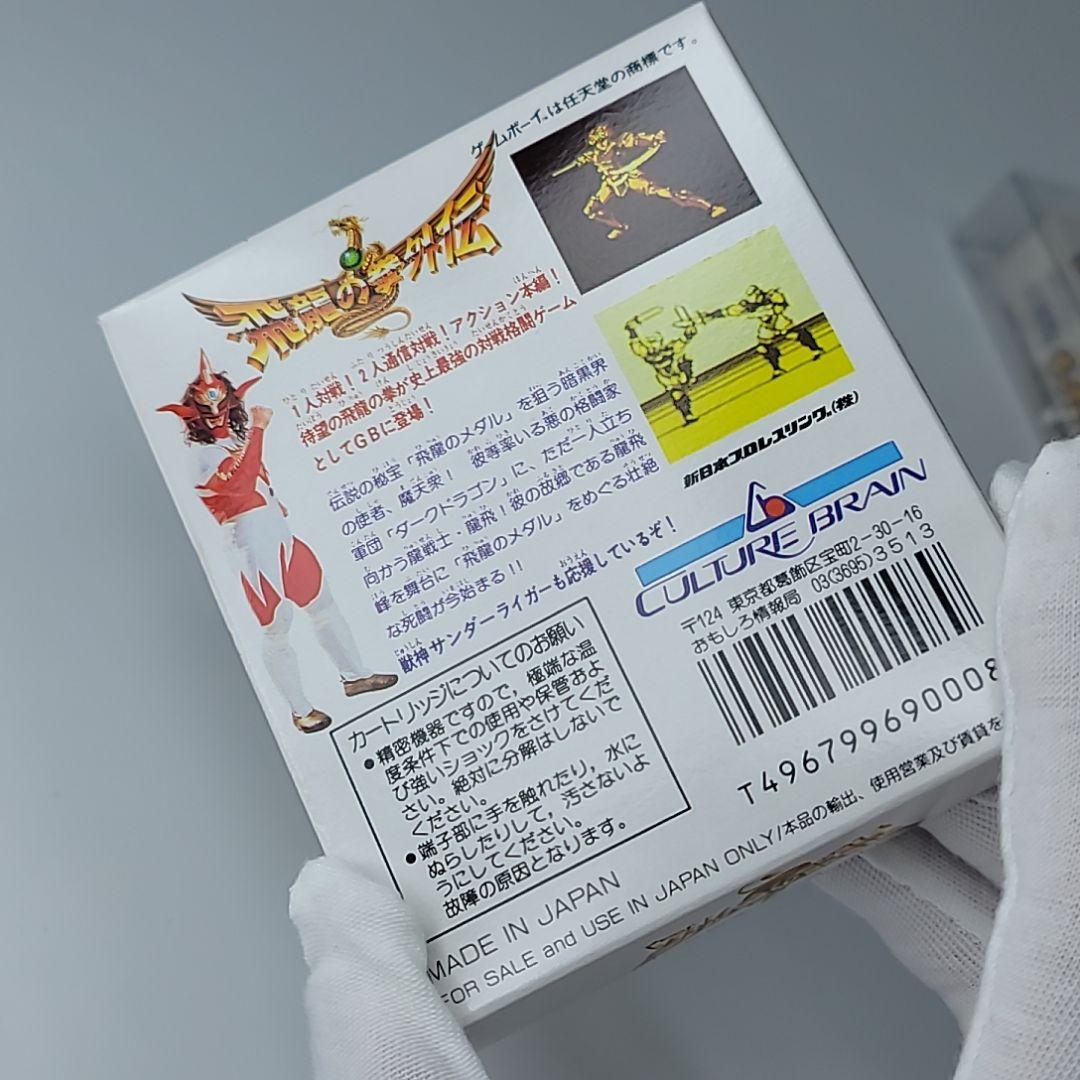 ゲームボーイ™は任天堂の商標です。
飛龍の拳外伝
1人対戦!2人通信対戦!アクション本編!
待望の飛龍の拳が史上最強の対戦格闘ゲーム
としてGBに登場!
伝説の秘宝「飛龍のメダル」を狙う暗黒界
の使者、魔天衆! 彼等率いる悪の格闘家
軍団「ダークドラゴン」に、ただ一人立ち
向かう龍戦士・龍飛!彼の故郷である龍飛
峰を舞台に「飛龍のメダル」をめぐる壮絶
な死闘が今始まる!!
獣神サンダーライガーも応援しているぞ!
新日本プロレスリング(株)
CULTURE BRAIN
〒124 東京都葛飾区宝町2-30-16
おもしろ情報局 03(3695)3513
T496799690008
カートリッジについてのお願い
●精密機器ですので,極端な温
度条件下での使用や保管およ
び強いショックをさけてくだ
さい。絶対に分解はしないで
ください。
●端子部に手を触れたり,水に
ぬらしたりして,汚さないよ
うにしてください。
故障の原因となります。
MADE IN JAPAN
FOR SALE and USE IN JAPAN ONLY/本品の輸出、使用営業及び賃貸を